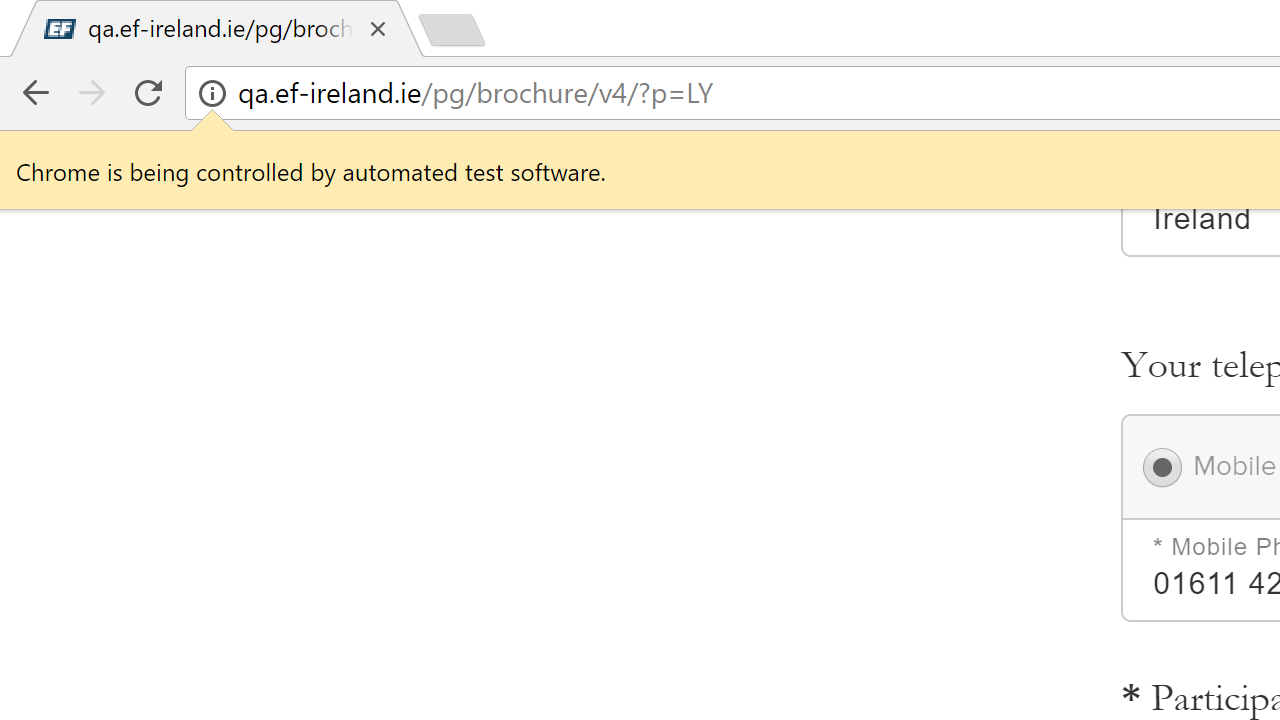 EF qa.ef-ireland.ie/pg/broch
qa.ef-ireland.ie/pg/brochure/v4/?p=LY
Chrome is being controlled by automated test software.
Ireland
Your telep
Mobile
* Mobile Ph
01611 42
* Participa